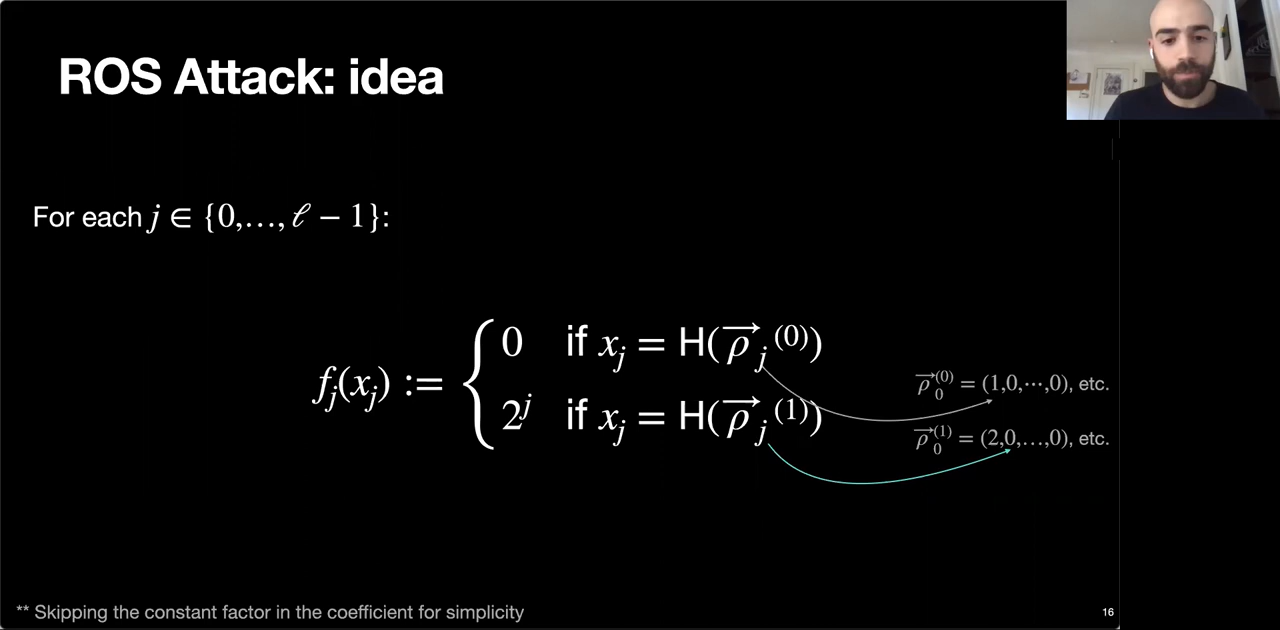 ROS Attack: idea
For each j ∈ {0,…, ℓ − 1}:
f_j(x_j) := { 0 if x_j = H(ρ⃗_j^(0))
2^j if x_j = H(ρ⃗_j^(1))
ρ⃗_0^(0) = (1,0,⋯,0), etc.
ρ⃗_0^(1) = (2,0,…,0), etc.
** Skipping the constant factor in the coefficient for simplicity
16